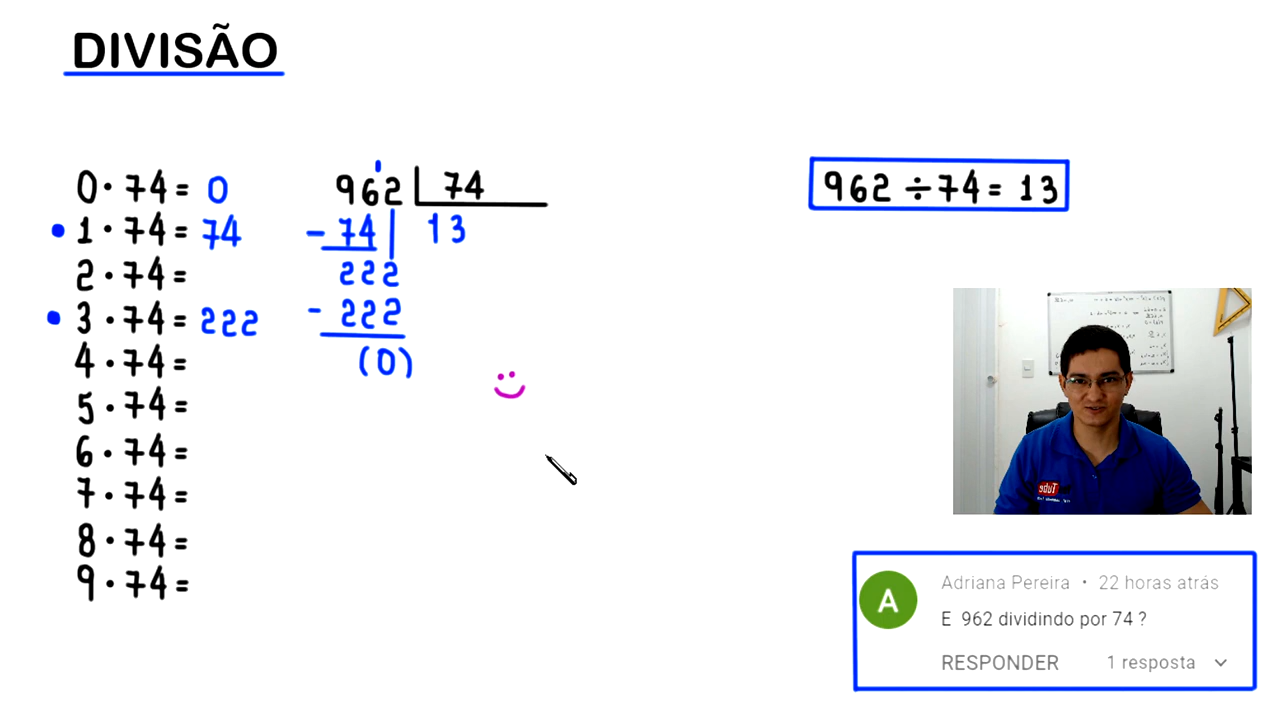 DIVISÃO
0 · 74 = 0
• 1 · 74 = 74
2 · 74 =
• 3 · 74 = 222
4 · 74 =
5 · 74 =
6 · 74 =
7 · 74 =
8 · 74 =
9 · 74 =
962 74
- 74 13
222
- 222
(0)
962 ÷ 74 = 13
A
Adriana Pereira • 22 horas atrás
E 962 dividindo por 74 ?
RESPONDER 1 resposta